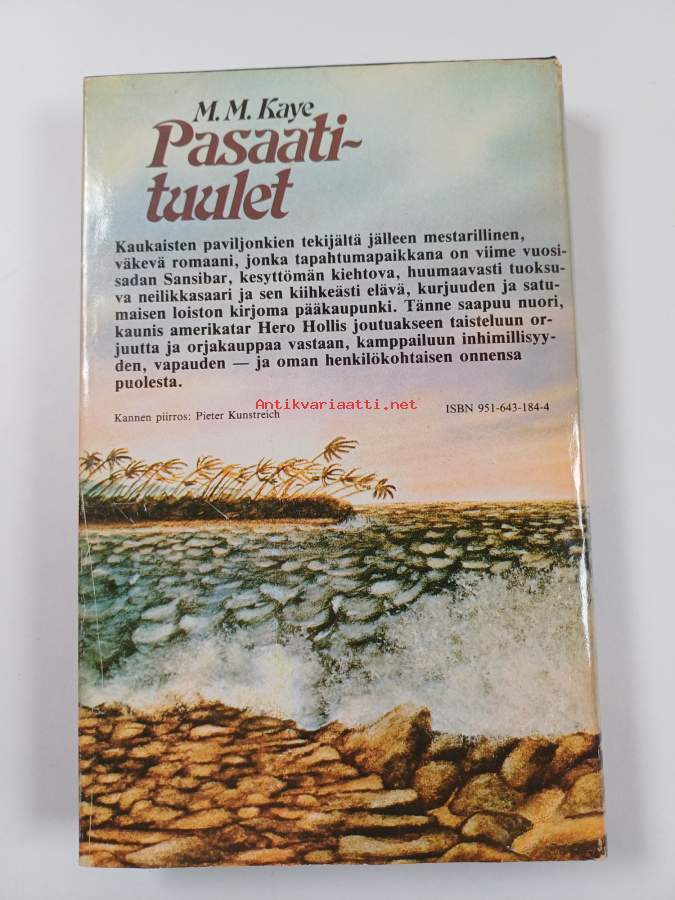 M. M. Kaye
Pasaati-
tuulet
Kaukaisten paviljonkien tekijältä jälleen mestarillinen,
väkevä romaani, jonka tapahtumapaikkana on viime vuosi-
sadan Sansibar, kesyttömän kiehtova, huumaavasti tuoksu-
va neilikkasaari ja sen kiihkeästi elävä, kurjuuden ja satu-
maisen loiston kirjoma pääkaupunki. Tänne saapuu nuori,
kaunis amerikatar Hero Hollis joutuakseen taisteluun or-
juutta ja orjakauppaa vastaan, kamppailuun inhimillisyy-
den, vapauden — ja oman henkilökohtaisen onnensa
puolesta.
Antikvariaatti.net
Kannen piirros: Pieter Kunstreich
ISBN 951-643-184-4